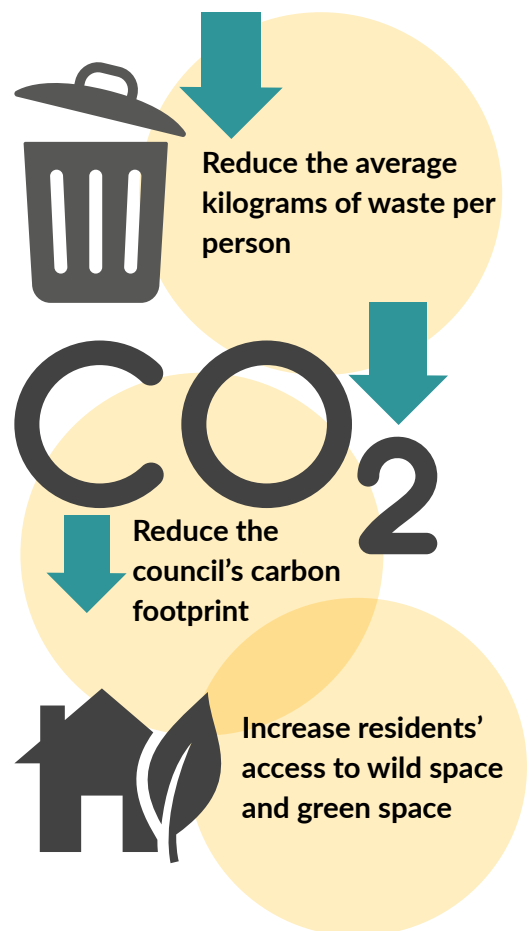 Reduce the average
kilograms of waste per
person
CO2
Reduce the
council’s carbon
footprint
Increase residents’
access to wild space
and green space